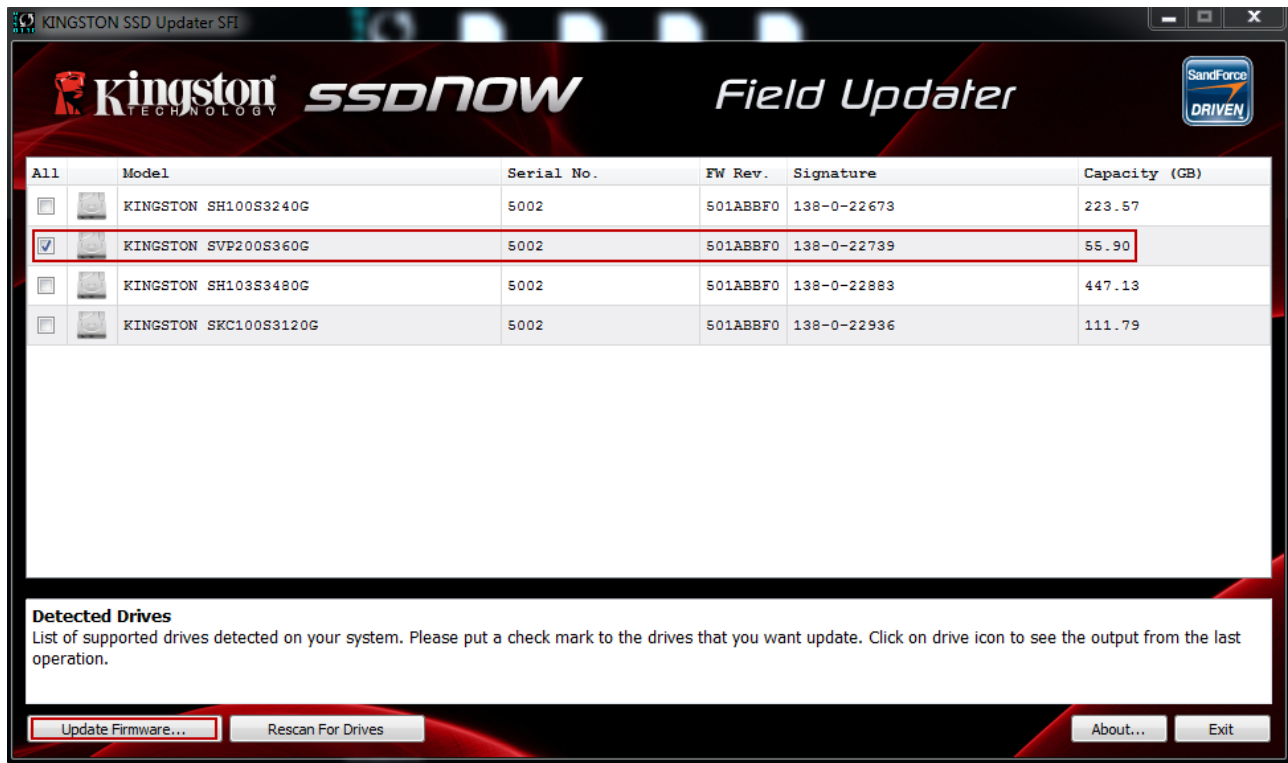 KINGSTON SSD Updater SFI
Kingston SSDNOW Field Updater
TECHNOLOGY
SandForce
DRIVEN
All Model Serial No. FW Rev. Signature Capacity (GB)
KINGSTON SH100S3240G 5002 501ABBF0 138-0-22673 223.57
KINGSTON SVP200S360G 5002 501ABBF0 138-0-22739 55.90
KINGSTON SH103S3480G 5002 501ABBF0 138-0-22883 447.13
KINGSTON SKC100S3120G 5002 501ABBF0 138-0-22936 111.79
Detected Drives
List of supported drives detected on your system. Please put a check mark to the drives that you want update. Click on drive icon to see the output from the last
operation.
Update Firmware... Rescan For Drives About... Exit